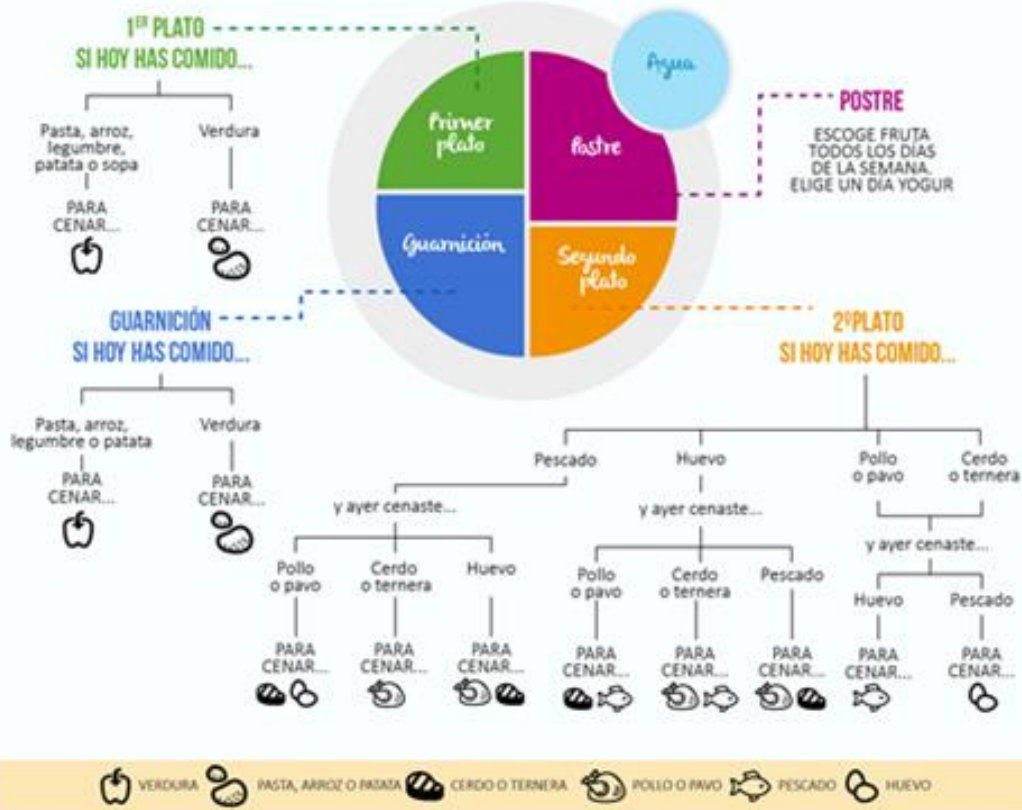 1ER PLATO
SI HOY HAS COMIDO...
Pasta, arroz,
legumbre,
patata o sopa
Verdura
PARA
CENAR...
PARA
CENAR...
Primer
plato
Postre
Agua
Guarnición
Segundo
plato
POSTRE
ESCOGE FRUTA
TODOS LOS DÍAS
DE LA SEMANA.
ELIGE UN DÍA YOGUR
GUARNICIÓN
SI HOY HAS COMIDO...
Pasta, arroz,
legumbre o patata
Verdura
PARA
CENAR...
PARA
CENAR...
2ºPLATO
SI HOY HAS COMIDO...
Pescado
Huevo
Pollo
o pavo
Cerdo
o ternera
y ayer cenaste...
y ayer cenaste...
y ayer cenaste...
Pollo
o pavo
Cerdo
o ternera
Huevo
Pollo
o pavo
Cerdo
o ternera
Pescado
Huevo
Pescado
PARA
CENAR...
PARA
CENAR...
PARA
CENAR...
PARA
CENAR...
PARA
CENAR...
PARA
CENAR...
PARA
CENAR...
PARA
CENAR...
VERDURA
PASTA, ARROZ O PATATA
CERDO O TERNERA
POLLO O PAVO
PESCADO
HUEVO